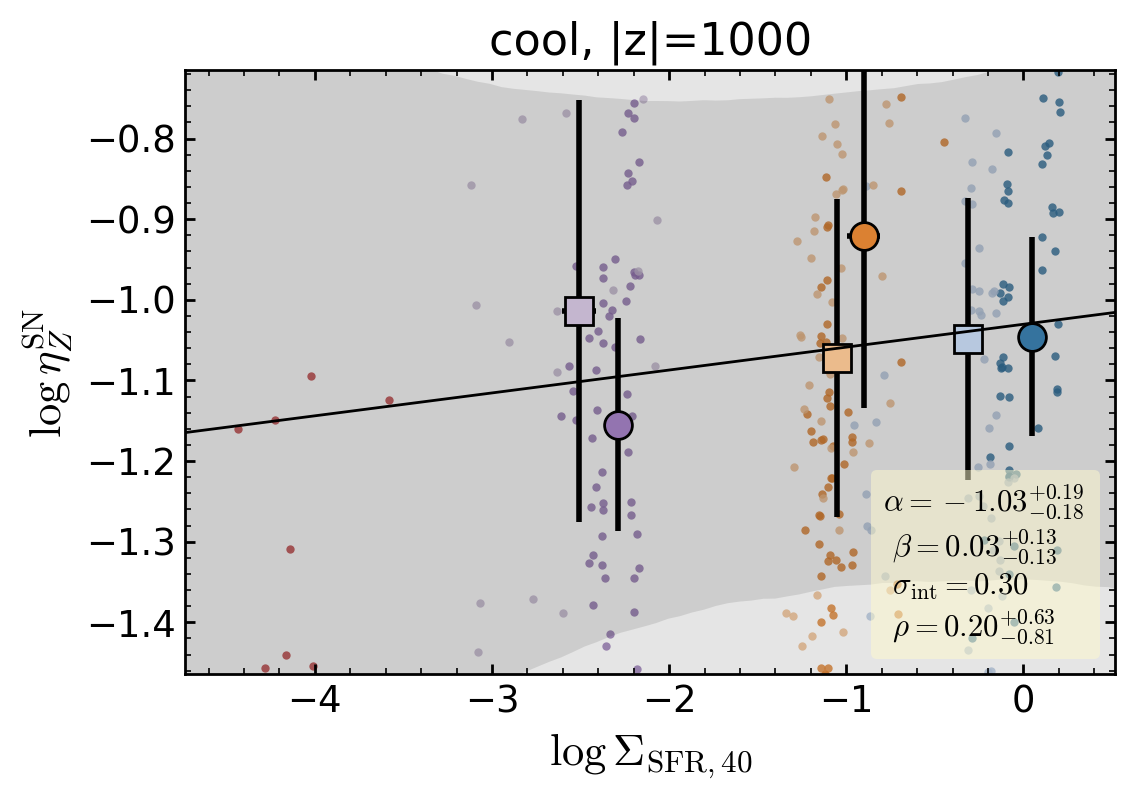 cool, |z|=1000
−0.8
−0.9
−1.0
−1.1
−1.2
−1.3
−1.4
log η_Z^SN
α = −1.03^{+0.19}_{−0.18}
β = 0.03^{+0.13}_{−0.13}
σ_int = 0.30
ρ = 0.20^{+0.63}_{−0.81}
−4 −3 −2 −1 0
log Σ_{SFR, 40}